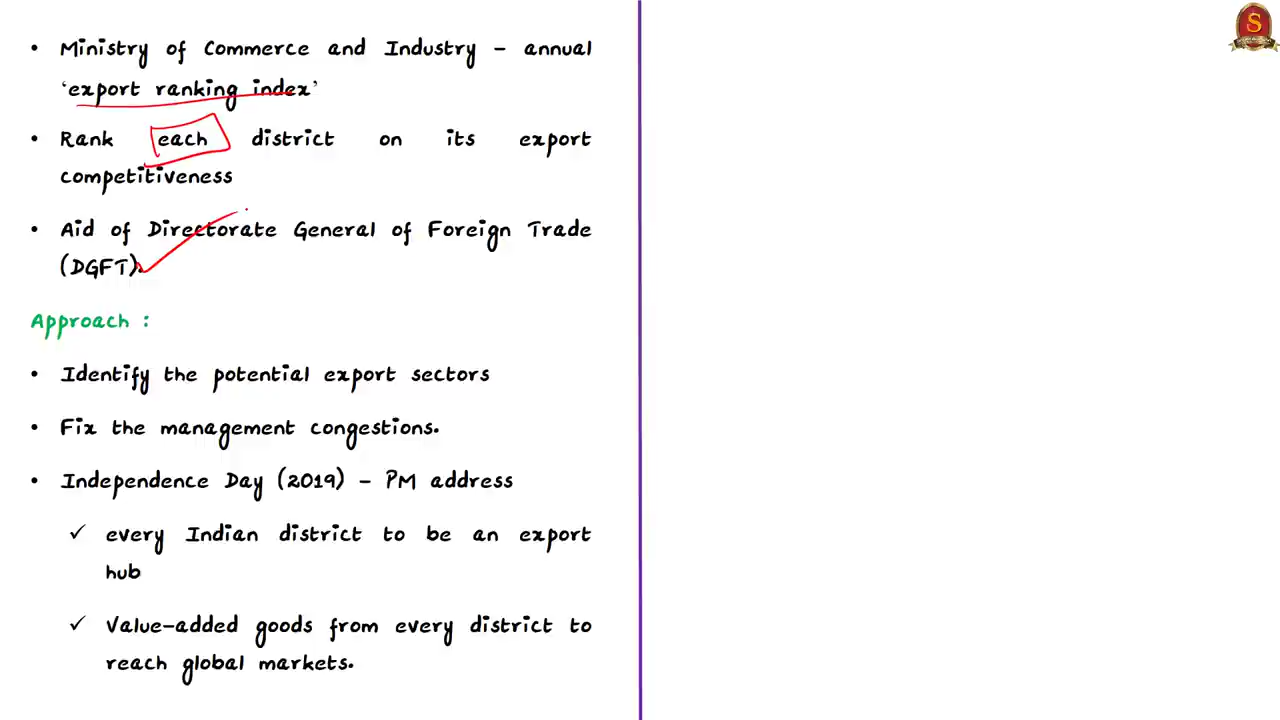 • Ministry of Commerce and Industry – annual
‘export ranking index’
• Rank each district on its export
competitiveness
• Aid of Directorate General of Foreign Trade
(DGFT).
Approach :
• Identify the potential export sectors
• Fix the management congestions.
• Independence Day (2019) – PM address
✓ every Indian district to be an export
hub
✓ Value-added goods from every district to
reach global markets.
S